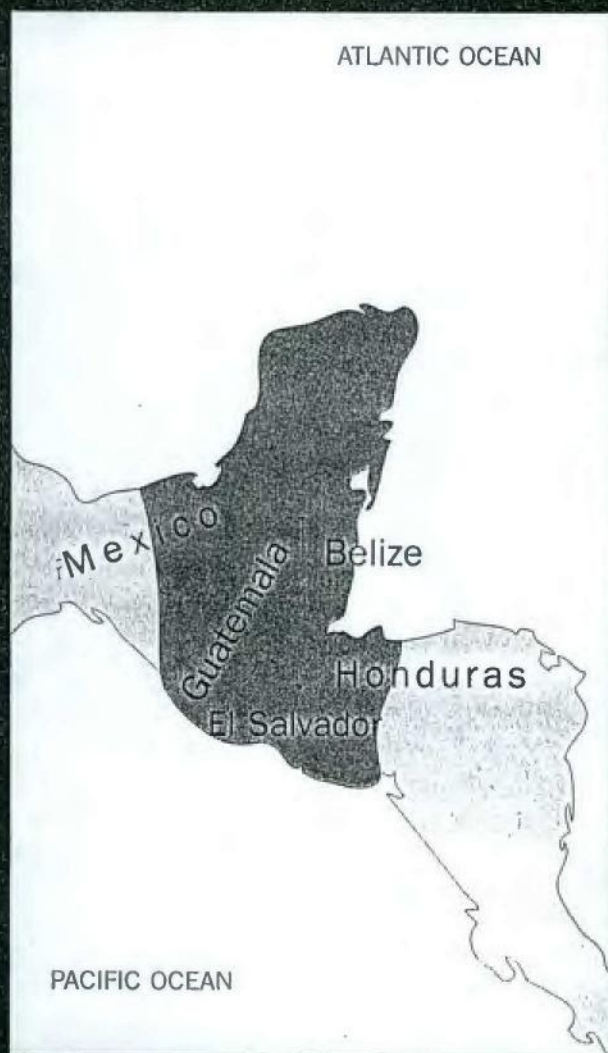 ATLANTIC OCEAN
Mexico
Guatemala
Belize
Honduras
El Salvador
PACIFIC OCEAN